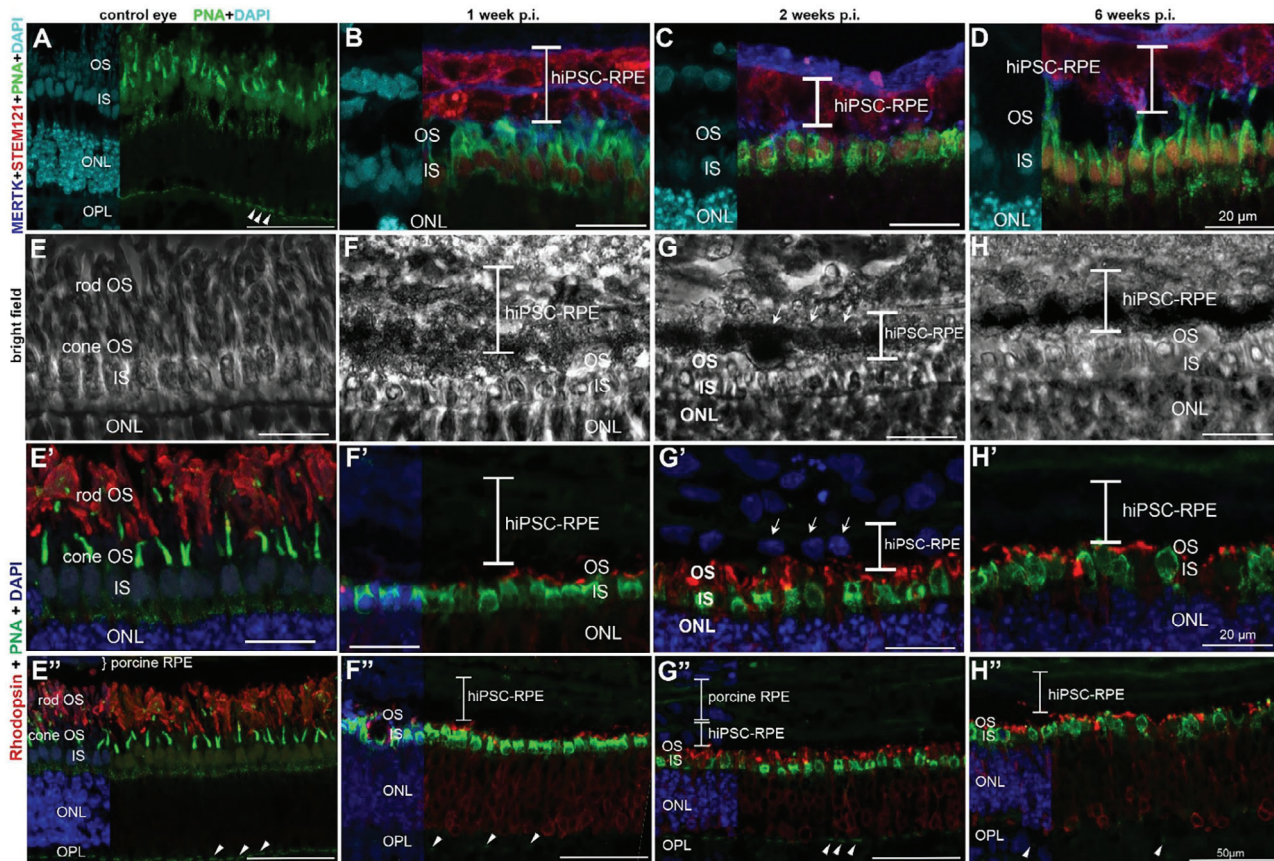 control eye PNA+DAPI
1 week p.i.
2 weeks p.i.
6 weeks p.i.
MERTK+STEM121+PNA+DAPI
A
OS
IS
ONL
OPL
B
hiPSC-RPE
OS
IS
ONL
C
hiPSC-RPE
OS
IS
ONL
D
hiPSC-RPE
OS
IS
ONL
20 µm
bright field
E
rod OS
cone OS
IS
ONL
F
hiPSC-RPE
OS
IS
ONL
G
hiPSC-RPE
OS
IS
ONL
H
hiPSC-RPE
OS
IS
ONL
Rhodopsin + PNA + DAPI
E'
rod OS
cone OS
IS
ONL
F'
hiPSC-RPE
OS
IS
ONL
G'
hiPSC-RPE
OS
IS
ONL
H'
hiPSC-RPE
OS
IS
ONL
20 µm
E''
} porcine RPE
rod OS
cone OS
IS
ONL
OPL
F''
hiPSC-RPE
OS
IS
ONL
OPL
G''
porcine RPE
hiPSC-RPE
OS
IS
ONL
OPL
H''
hiPSC-RPE
OS
IS
ONL
OPL
50µm